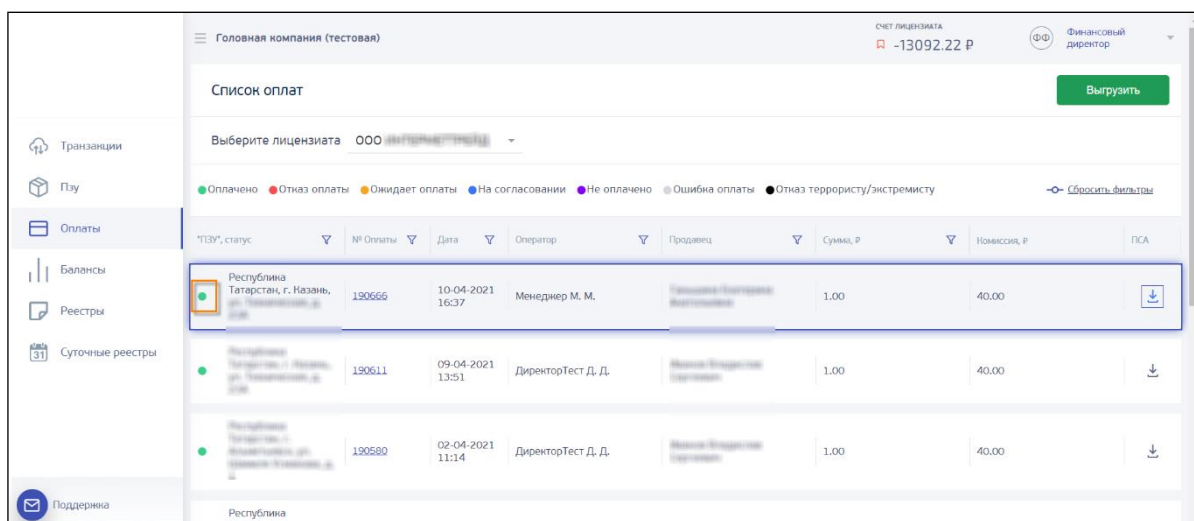 Головная компания (тестовая)
СЧЕТ ЛИЦЕНЗИАТА
-13092.22 ₽
ФФ
Финансовый
директор
Список оплат
Выгрузить
Выберите лицензиата ООО
Транзакции
Пзу
Оплаты
Балансы
Реестры
31 Суточные реестры
Поддержка
Оплачено Отказ оплаты Ожидает оплаты На согласовании Не оплачено Ошибка оплаты Отказ террористу/экстремисту
Сбросить фильтры
"ПЗУ", статус № Оплаты Дата Оператор Продавец Сумма, ₽ Комиссия, ₽ ПСА
Республика
Татарстан, г. Казань,
190666
10-04-2021
16:37
Менеджер М. М.
1.00
40.00
190611
09-04-2021
13:51
ДиректорТест Д. Д.
1.00
40.00
190580
02-04-2021
11:14
ДиректорТест Д. Д.
1.00
40.00
Республика